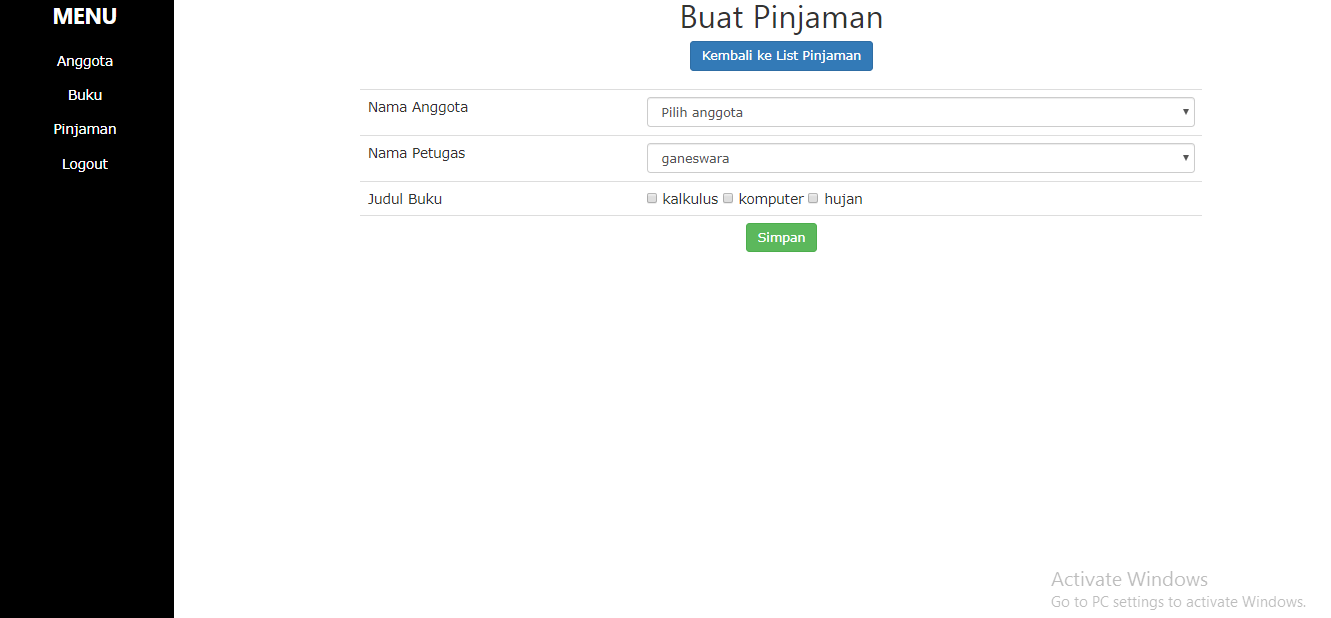 MENU
Anggota
Buku
Pinjaman
Logout
Buat Pinjaman
Kembali ke List Pinjaman
Nama Anggota
Pilih anggota
Nama Petugas
ganeswara
Judul Buku
kalkulus komputer hujan
Simpan
Activate Windows
Go to PC settings to activate Windows.